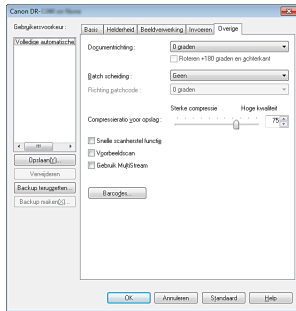 Canon DR-
Gebruikersvoorkeur :
Volledige automatische
Opslaan(Y)...
Verwijderen
Backup terugzetten...
Backup maken(X)...
Basis
Helderheid
Beeldverwerking
Invoeren
Overige
Documentrichting :
0 graden
Roteren +180 graden en achterkant
Batch scheiding :
Geen
Richting patchcode :
0 graden
Sterke compressie
Hoge kwaliteit
Compressieratio voor opslag :
75
Snelle scanherstel functie
Voorbeeldscan
Gebruik MultiStream
Barcodes...
OK
Annuleren
Standaard
Help